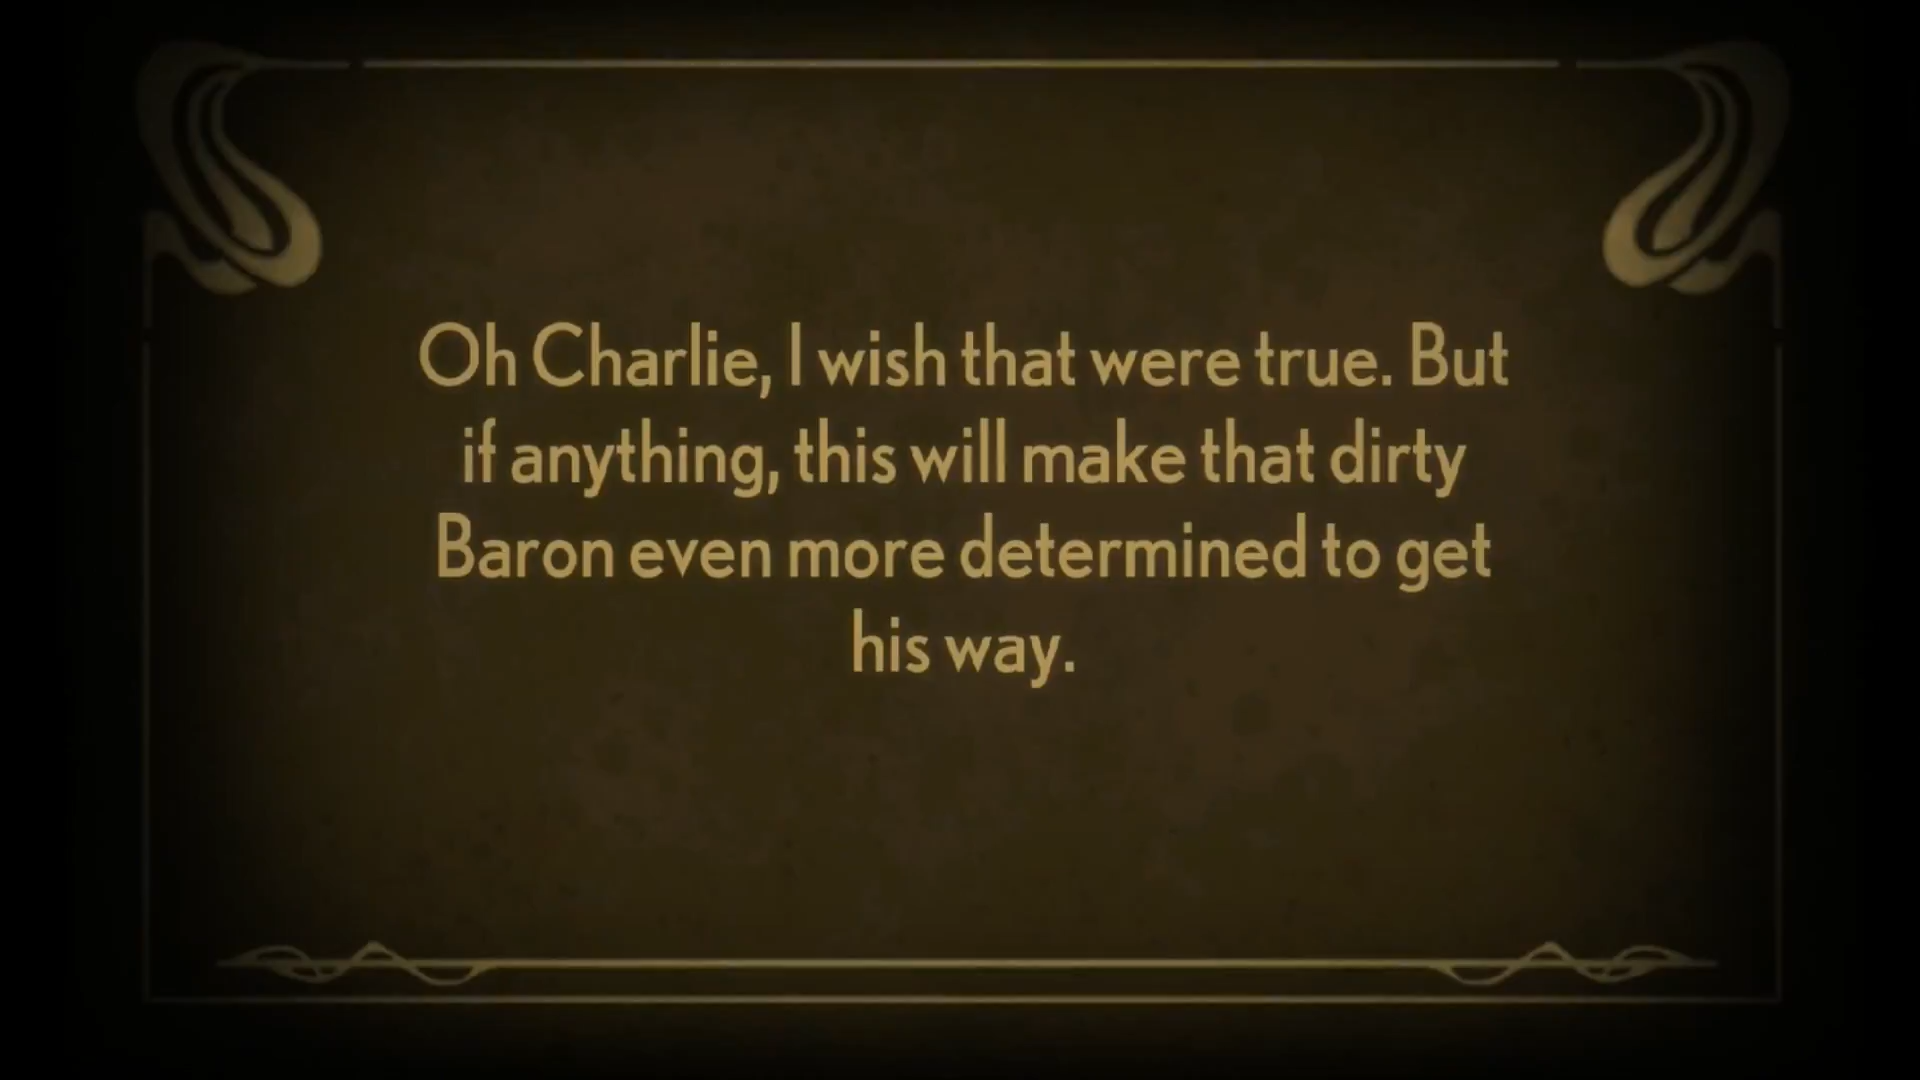 Oh Charlie, I wish that were true. But
if anything, this will make that dirty
Baron even more determined to get
his way.